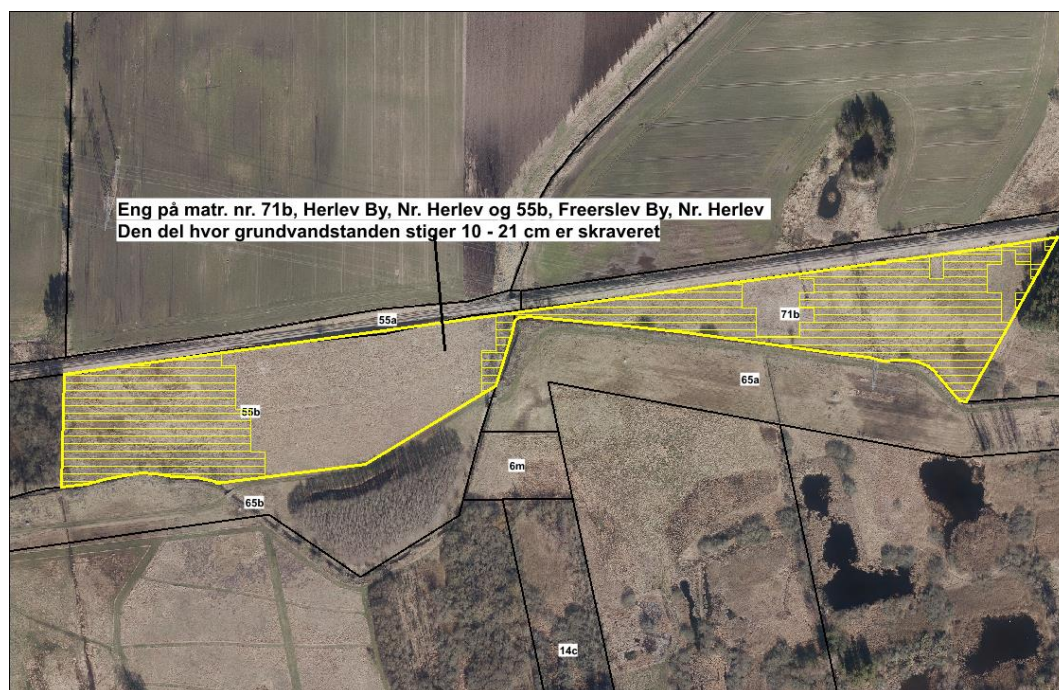 Eng på matr. nr. 71b, Herlev By, Nr. Herlev og 55b, Freerslev By, Nr. Herlev
Den del hvor grundvandstanden stiger 10 - 21 cm er skraveret
55a
71b
65a
55b
6m
65b
14c